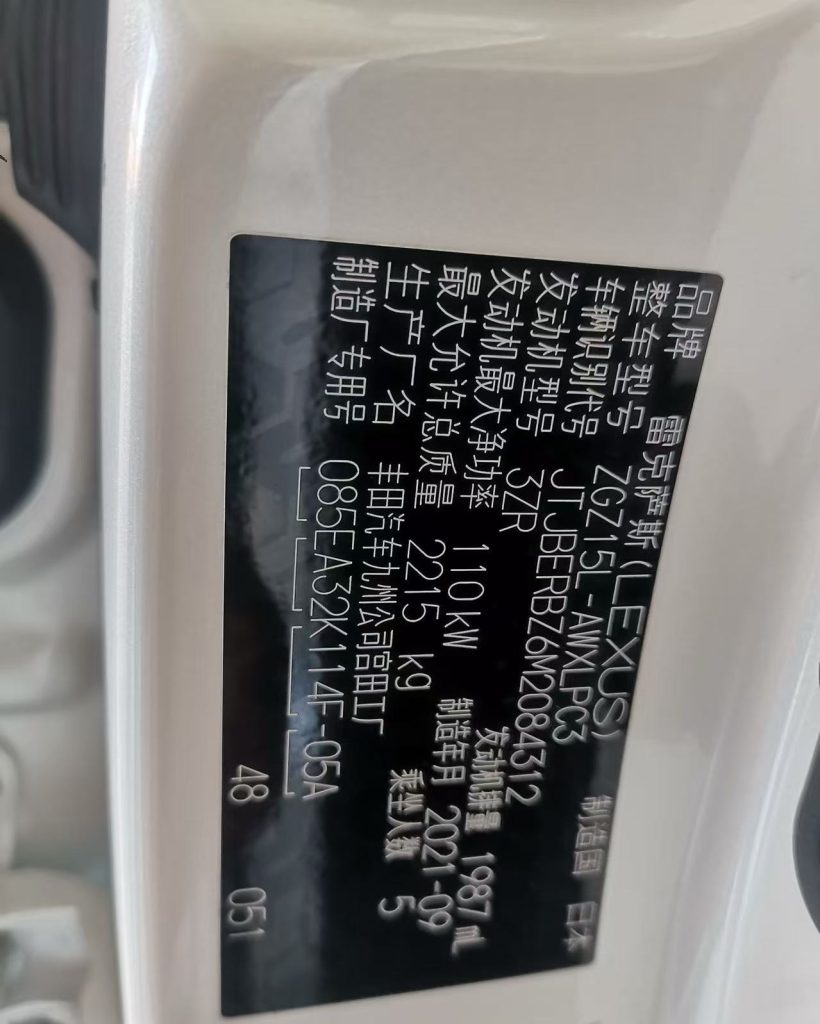 品牌 雷克萨斯(LEXUS) 制造国 日本
整车型号 ZGZ15L-AWXLPC3
车辆识别代号 JTJBERBZ6M2084312
发动机型号 3ZR 发动机排量 1987 mL
发动机最大净功率 110 kW 制造年月 2021-09
最大允许总质量 2215 kg 乘坐人数 5
生产厂名 丰田汽车九州公司宫田工厂
制造厂专用号 085EA32K114F-05A
48 051